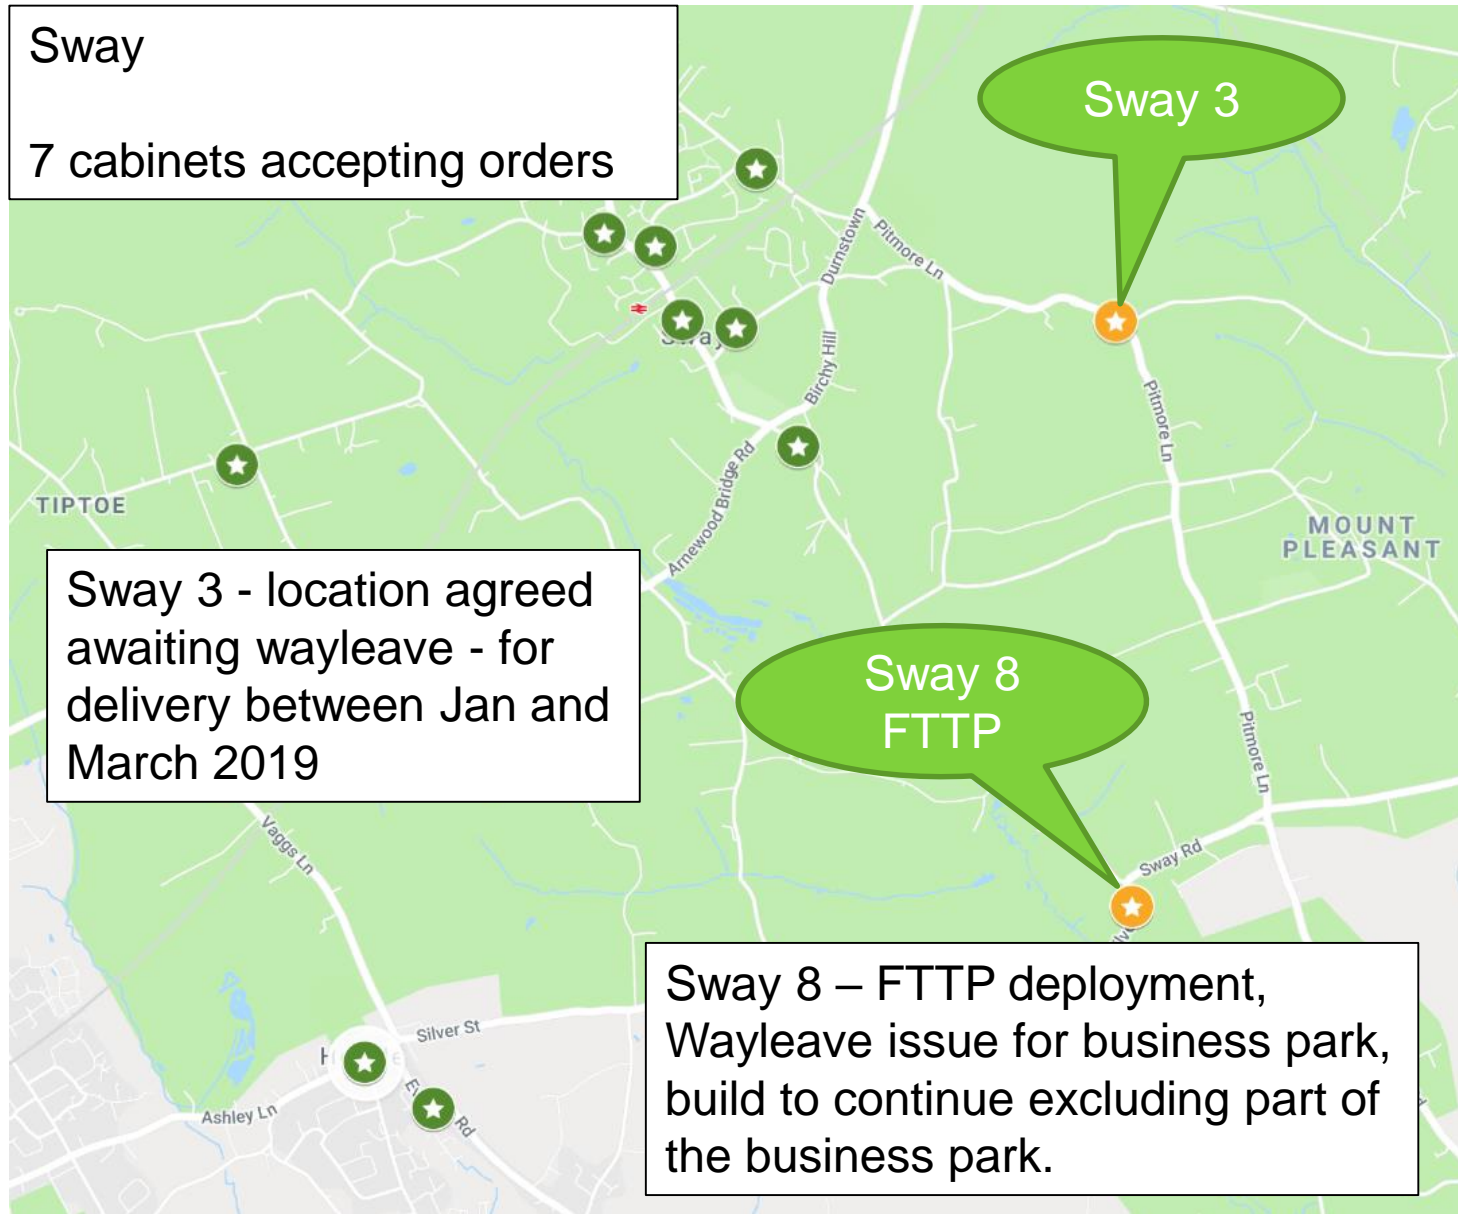 Sway
7 cabinets accepting orders
Sway 3
Durnstown
Pitmore Ln
Birchy Hill
Pitmore Ln
Arnewood Bridge Rd
TIPTOE
MOUNT
PLEASANT
Sway 3 - location agreed
awaiting wayleave - for
delivery between Jan and
March 2019
Sway 8
FTTP
Pitmore Ln
Vaggs Ln
Sway Rd
Sway 8 – FTTP deployment,
Wayleave issue for business park,
build to continue excluding part of
the business park.
Silver St
Ashley Ln
Rd